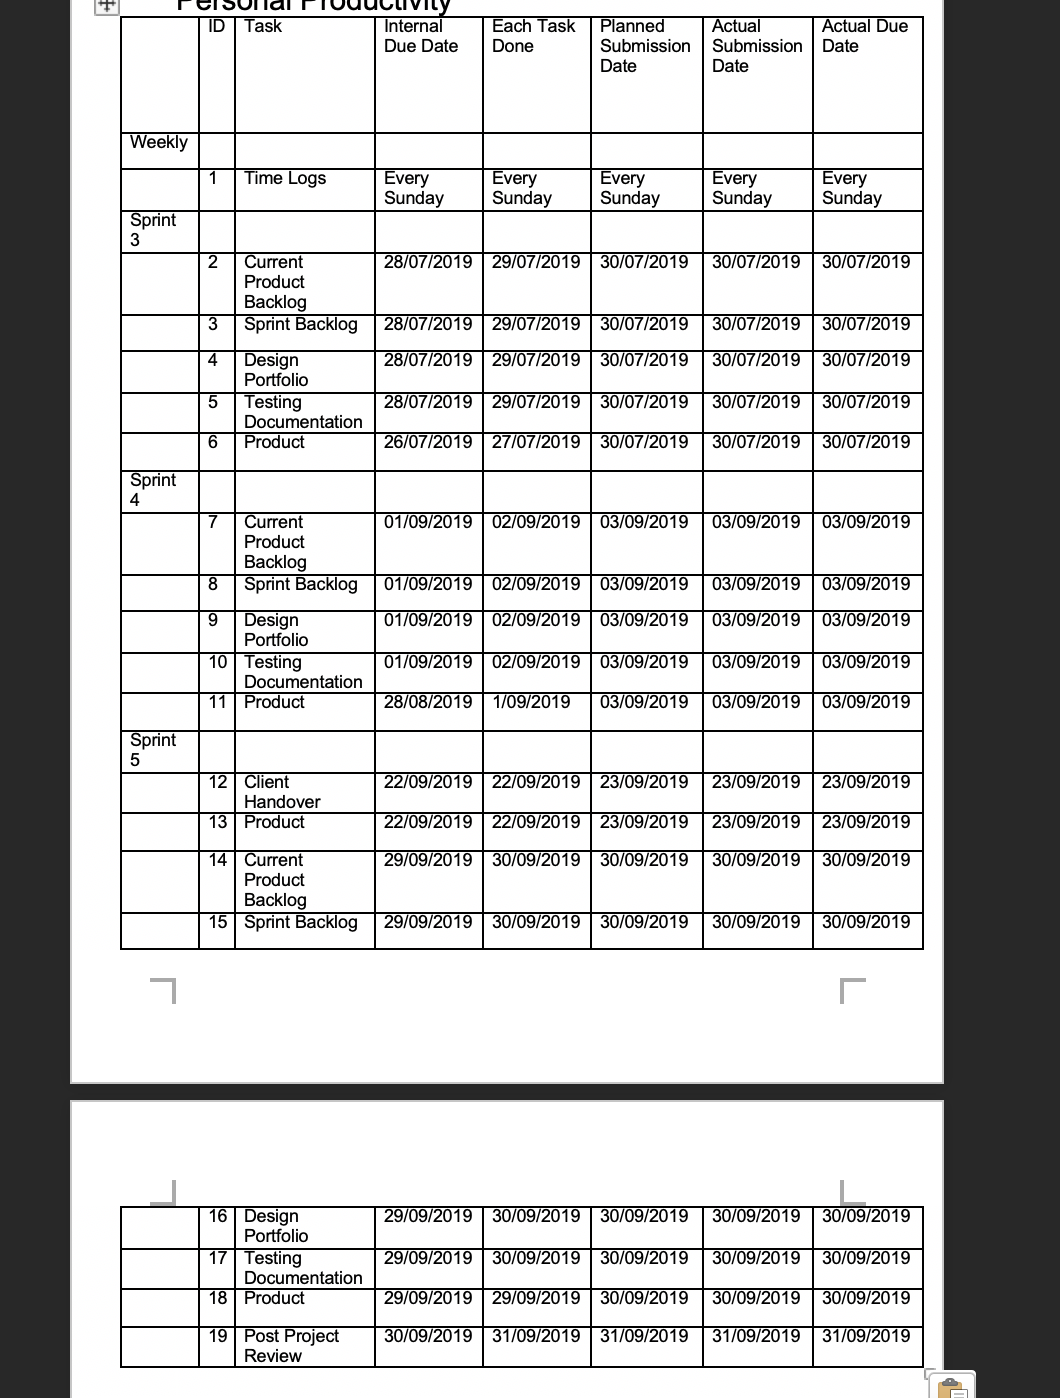 Personal Productivity
ID Task Internal Due Date Each Task Done Planned Submission Date Actual Submission Date Actual Due Date
Weekly
1 Time Logs Every Sunday Every Sunday Every Sunday Every Sunday Every Sunday
Sprint 3
2 Current Product Backlog 28/07/2019 29/07/2019 30/07/2019 30/07/2019 30/07/2019
3 Sprint Backlog 28/07/2019 29/07/2019 30/07/2019 30/07/2019 30/07/2019
4 Design Portfolio 28/07/2019 29/07/2019 30/07/2019 30/07/2019 30/07/2019
5 Testing Documentation 28/07/2019 29/07/2019 30/07/2019 30/07/2019 30/07/2019
6 Product 26/07/2019 27/07/2019 30/07/2019 30/07/2019 30/07/2019
Sprint 4
7 Current Product Backlog 01/09/2019 02/09/2019 03/09/2019 03/09/2019 03/09/2019
8 Sprint Backlog 01/09/2019 02/09/2019 03/09/2019 03/09/2019 03/09/2019
9 Design Portfolio 01/09/2019 02/09/2019 03/09/2019 03/09/2019 03/09/2019
10 Testing Documentation 01/09/2019 02/09/2019 03/09/2019 03/09/2019 03/09/2019
11 Product 28/08/2019 1/09/2019 03/09/2019 03/09/2019 03/09/2019
Sprint 5
12 Client Handover 22/09/2019 22/09/2019 23/09/2019 23/09/2019 23/09/2019
13 Product 22/09/2019 22/09/2019 23/09/2019 23/09/2019 23/09/2019
14 Current Product Backlog 29/09/2019 30/09/2019 30/09/2019 30/09/2019 30/09/2019
15 Sprint Backlog 29/09/2019 30/09/2019 30/09/2019 30/09/2019 30/09/2019
16 Design Portfolio 29/09/2019 30/09/2019 30/09/2019 30/09/2019 30/09/2019
17 Testing Documentation 29/09/2019 30/09/2019 30/09/2019 30/09/2019 30/09/2019
18 Product 29/09/2019 29/09/2019 30/09/2019 30/09/2019 30/09/2019
19 Post Project Review 30/09/2019 31/09/2019 31/09/2019 31/09/2019 31/09/2019